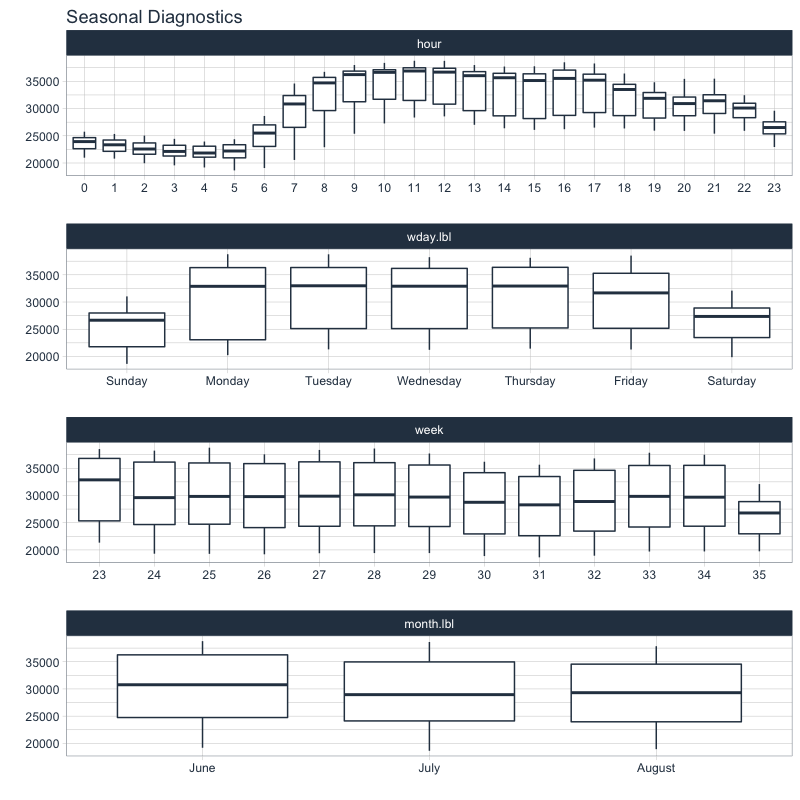 Seasonal Diagnostics
hour
35000
30000
25000
20000
0 1 2 3 4 5 6 7 8 9 10 11 12 13 14 15 16 17 18 19 20 21 22 23
wday.lbl
35000
30000
25000
20000
Sunday Monday Tuesday Wednesday Thursday Friday Saturday
week
35000
30000
25000
20000
23 24 25 26 27 28 29 30 31 32 33 34 35
month.lbl
35000
30000
25000
20000
June July August